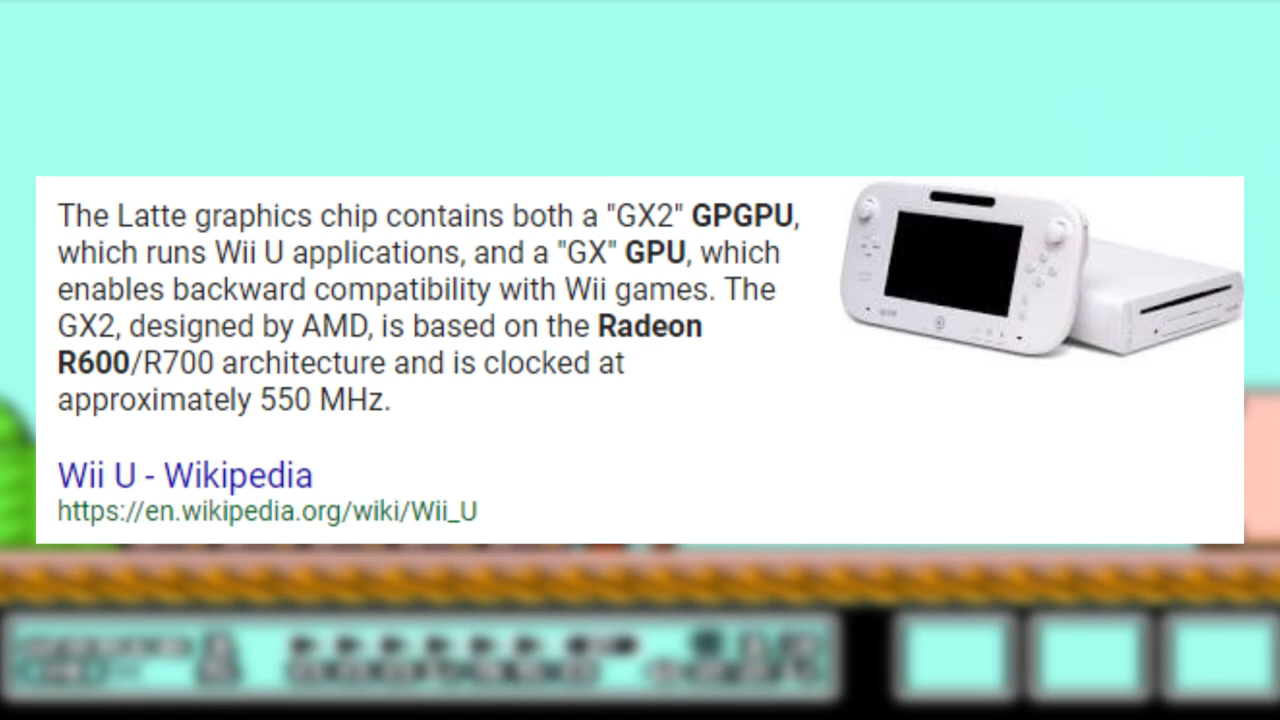 The Latte graphics chip contains both a "GX2" GPGPU,
which runs Wii U applications, and a "GX" GPU, which
enables backward compatibility with Wii games. The
GX2, designed by AMD, is based on the Radeon
R600/R700 architecture and is clocked at
approximately 550 MHz.
Wii U - Wikipedia
https://en.wikipedia.org/wiki/Wii_U